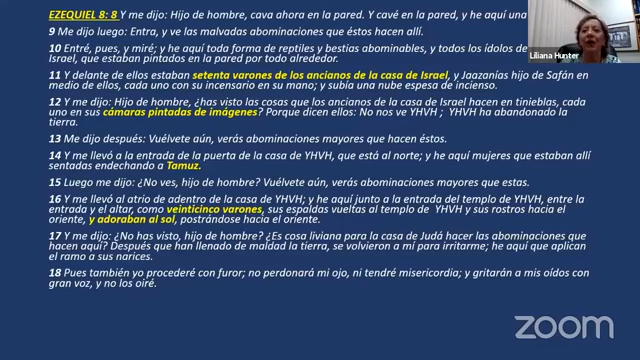 EZEQUIEL 8: 8 Y me dijo: Hijo de hombre, cava ahora en la pared. Y cavé en la pared, y he aquí una
9 Me dijo luego: Entra, y ve las malvadas abominaciones que éstos hacen allí.
10 Entré, pues, y miré; y he aquí toda forma de reptiles y bestias abominables, y todos los ídolos de
Israel, que estaban pintados en la pared por todo alrededor.
11 Y delante de ellos estaban setenta varones de los ancianos de la casa de Israel, y Jaazanías hijo de Safán en
medio de ellos, cada uno con su incensario en su mano; y subía una nube espesa de incienso.
12 Y me dijo: Hijo de hombre, ¿has visto las cosas que los ancianos de la casa de Israel hacen en tinieblas, cada
uno en sus cámaras pintadas de imágenes? Porque dicen ellos: No nos ve YHVH ; YHVH ha abandonado la
tierra.
13 Me dijo después: Vuélvete aún, verás abominaciones mayores que hacen éstos.
14 Y me llevó a la entrada de la puerta de la casa de YHVH, que está al norte; y he aquí mujeres que estaban allí
sentadas endechando a Tamuz.
15 Luego me dijo: ¿No ves, hijo de hombre? Vuélvete aún, verás abominaciones mayores que estas.
16 Y me llevó al atrio de adentro de la casa de YHVH; y he aquí junto a la entrada del templo de YHVH, entre
la entrada y el altar, como veinticinco varones, sus espaldas vueltas al templo de YHVH y sus rostros hacia el
oriente, y adoraban al sol, postrándose hacia el oriente.
17 Y me dijo: ¿No has visto, hijo de hombre? ¿Es cosa liviana para la casa de Judá hacer las abominaciones que
hacen aquí? Después que han llenado de maldad la tierra, se volvieron a mí para irritarme; he aquí que aplican
el ramo a sus narices.
18 Pues también yo procederé con furor; no perdonará mi ojo, ni tendré misericordia; y gritarán a mis oídos con
gran voz, y no los oiré.
Liliana Hunter
zoom